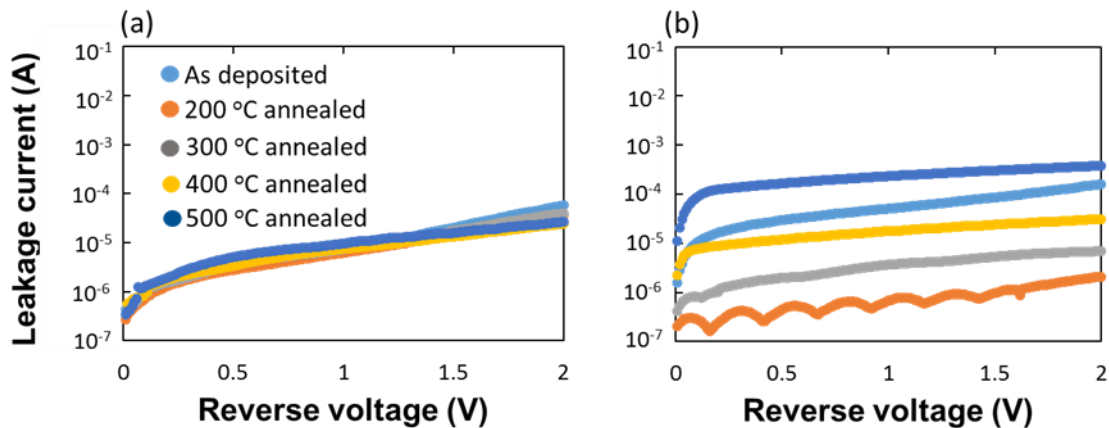 (a)
(b)
Leakage current (A)
10⁻¹
10⁻²
10⁻³
10⁻⁴
10⁻⁵
10⁻⁶
10⁻⁷
As deposited
200 °C annealed
300 °C annealed
400 °C annealed
500 °C annealed
0 0.5 1 1.5 2
Reverse voltage (V)
10⁻¹
10⁻²
10⁻³
10⁻⁴
10⁻⁵
10⁻⁶
10⁻⁷
0 0.5 1 1.5 2
Reverse voltage (V)